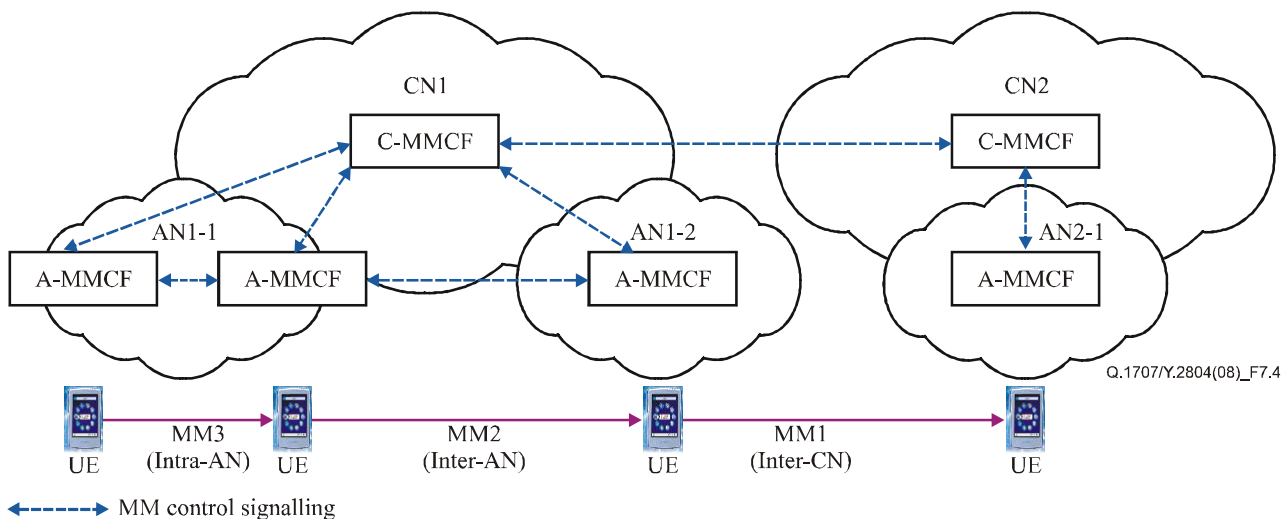 CN1
CN2
C-MMCF
C-MMCF
AN1-1
AN1-2
AN2-1
A-MMCF
A-MMCF
A-MMCF
A-MMCF
Q.1707/Y.2804(08)_F7.4
MM3
MM2
MM1
(Intra-AN)
(Inter-AN)
(Inter-CN)
UE
UE
UE
UE
MM control signalling